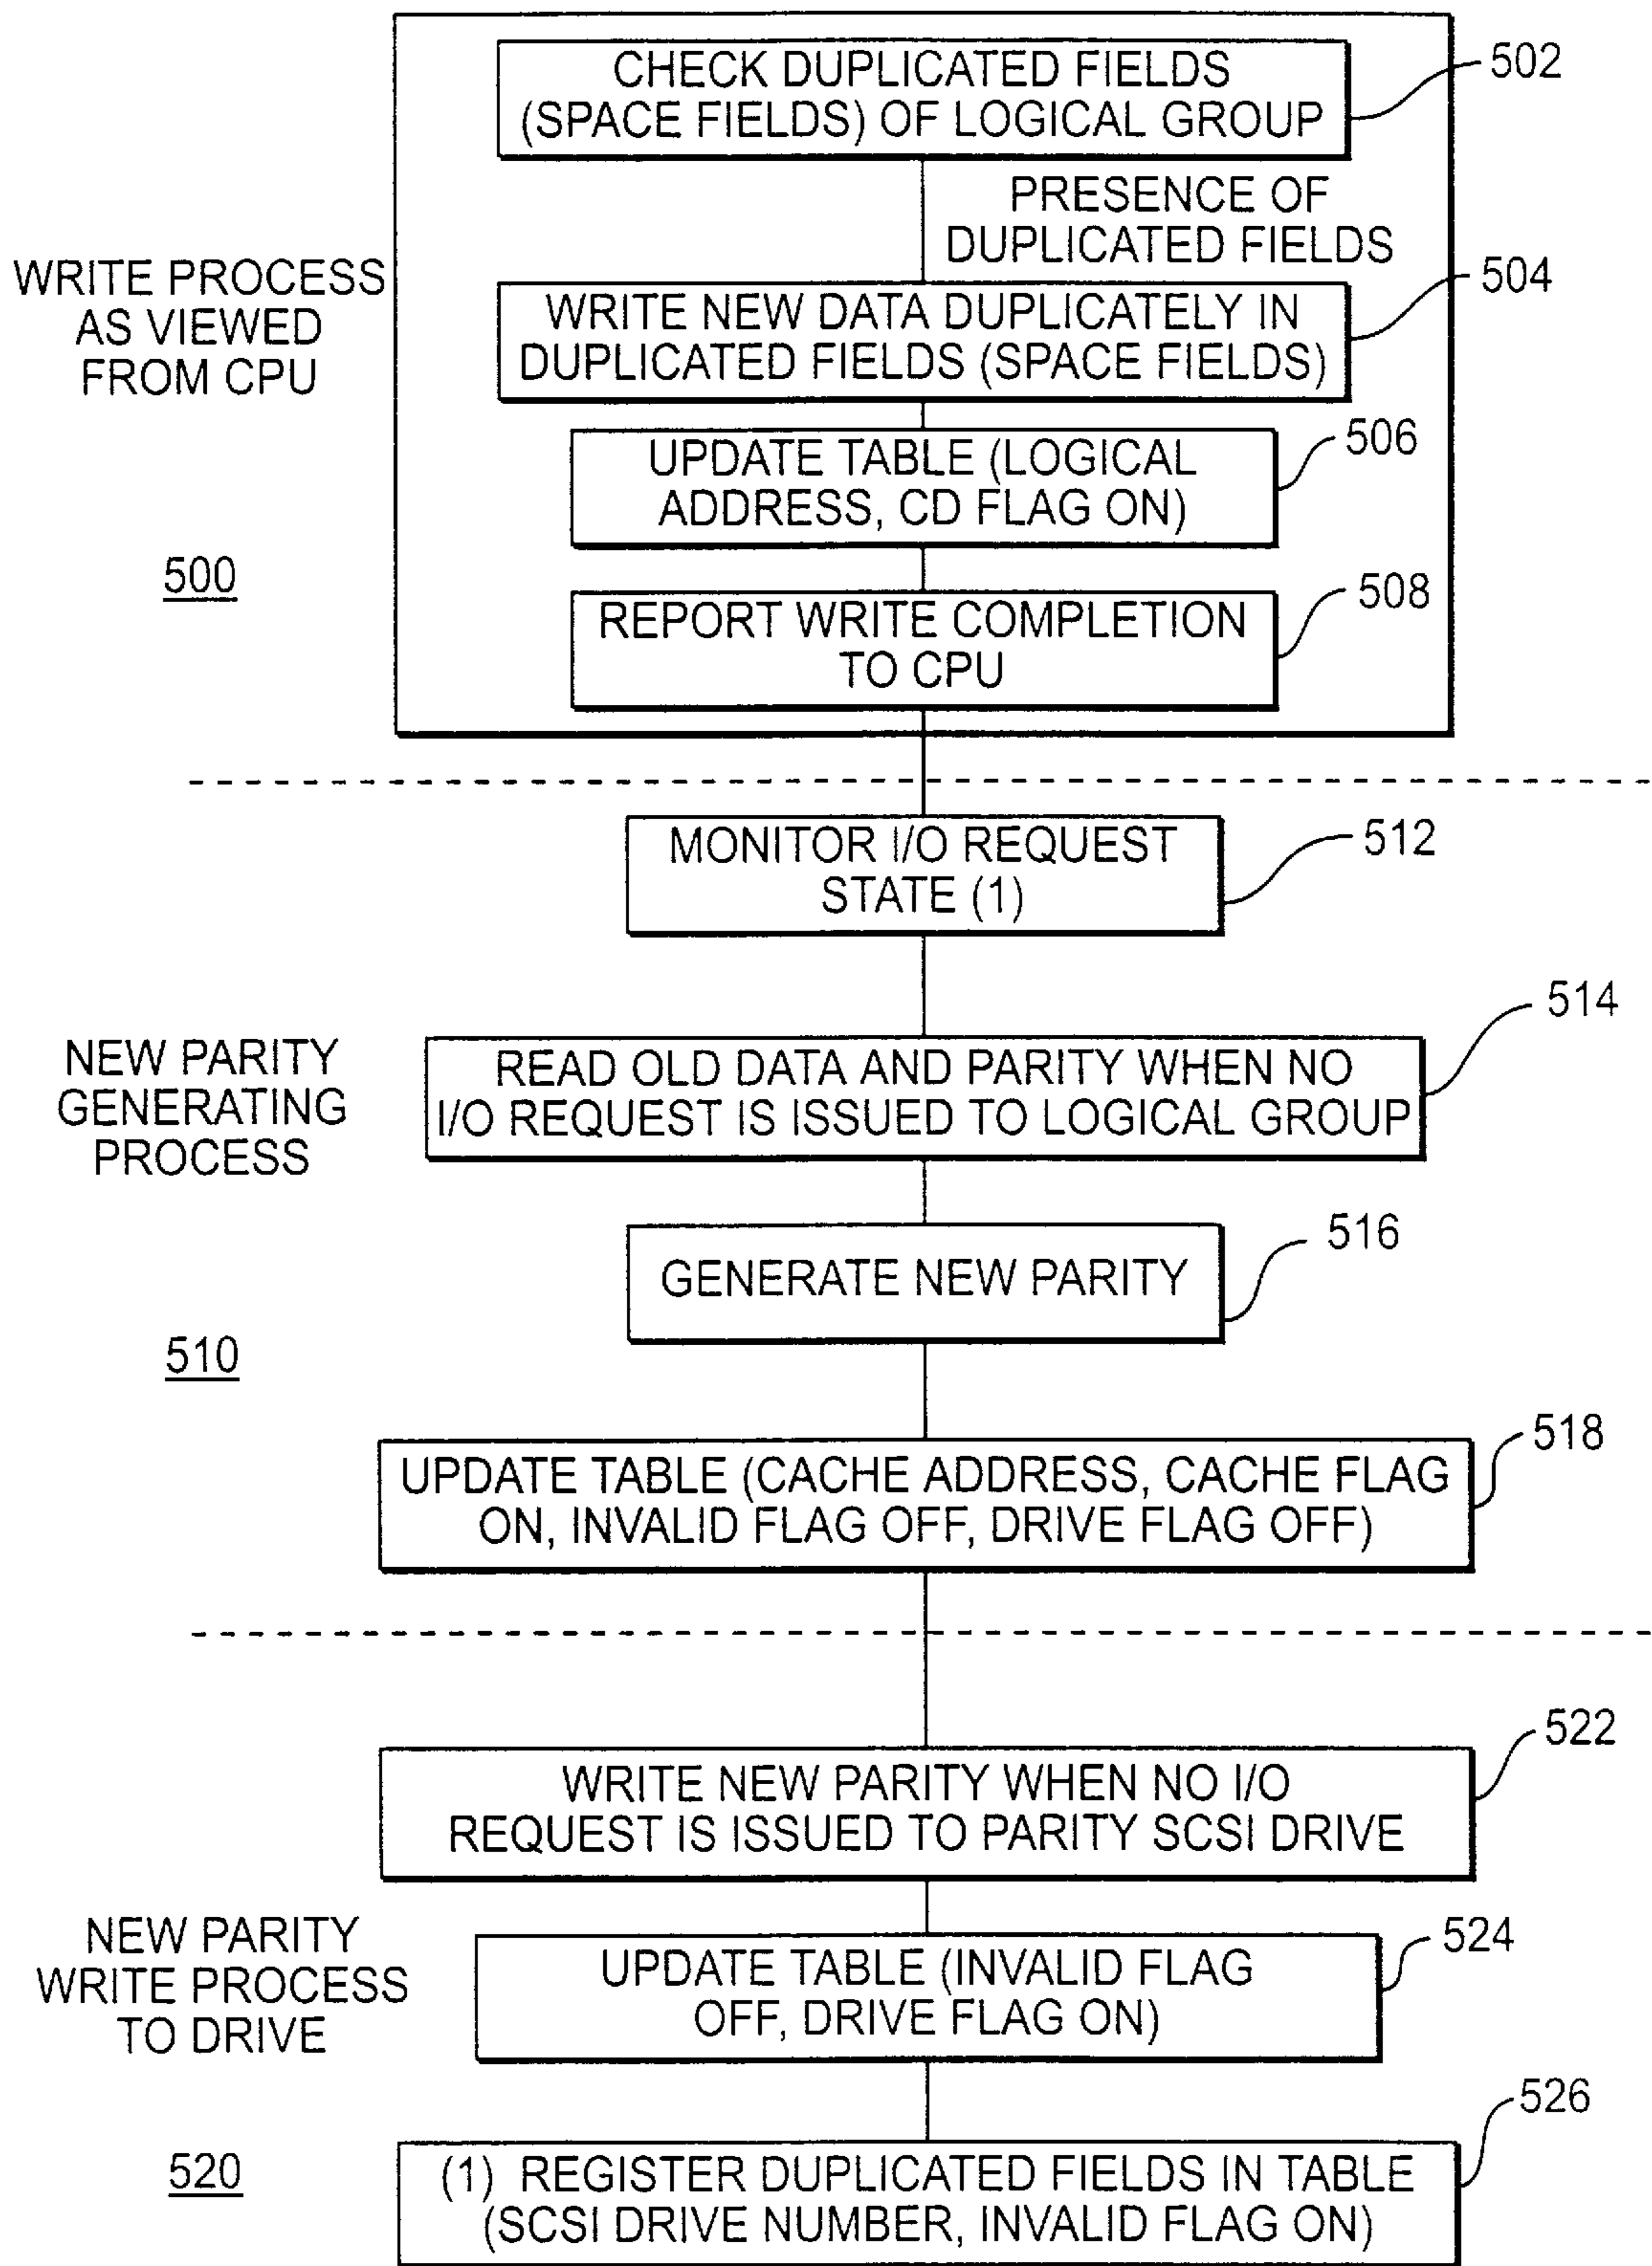 CHECK DUPLICATED FIELDS
(SPACE FIELDS) OF LOGICAL GROUP
502
PRESENCE OF
DUPLICATED FIELDS
WRITE PROCESS
AS VIEWED
FROM CPU
WRITE NEW DATA DUPLICATELY IN
DUPLICATED FIELDS (SPACE FIELDS)
504
UPDATE TABLE (LOGICAL
ADDRESS, CD FLAG ON)
506
500
REPORT WRITE COMPLETION
TO CPU
508
MONITOR I/O REQUEST
STATE (1)
512
NEW PARITY
GENERATING
PROCESS
READ OLD DATA AND PARITY WHEN NO
I/O REQUEST IS ISSUED TO LOGICAL GROUP
514
GENERATE NEW PARITY
516
510
UPDATE TABLE (CACHE ADDRESS, CACHE FLAG
ON, INVALID FLAG OFF, DRIVE FLAG OFF)
518
WRITE NEW PARITY WHEN NO I/O
REQUEST IS ISSUED TO PARITY SCSI DRIVE
522
NEW PARITY
WRITE PROCESS
TO DRIVE
UPDATE TABLE (INVALID FLAG
OFF, DRIVE FLAG ON)
524
520
(1) REGISTER DUPLICATED FIELDS IN TABLE
(SCSI DRIVE NUMBER, INVALID FLAG ON)
526